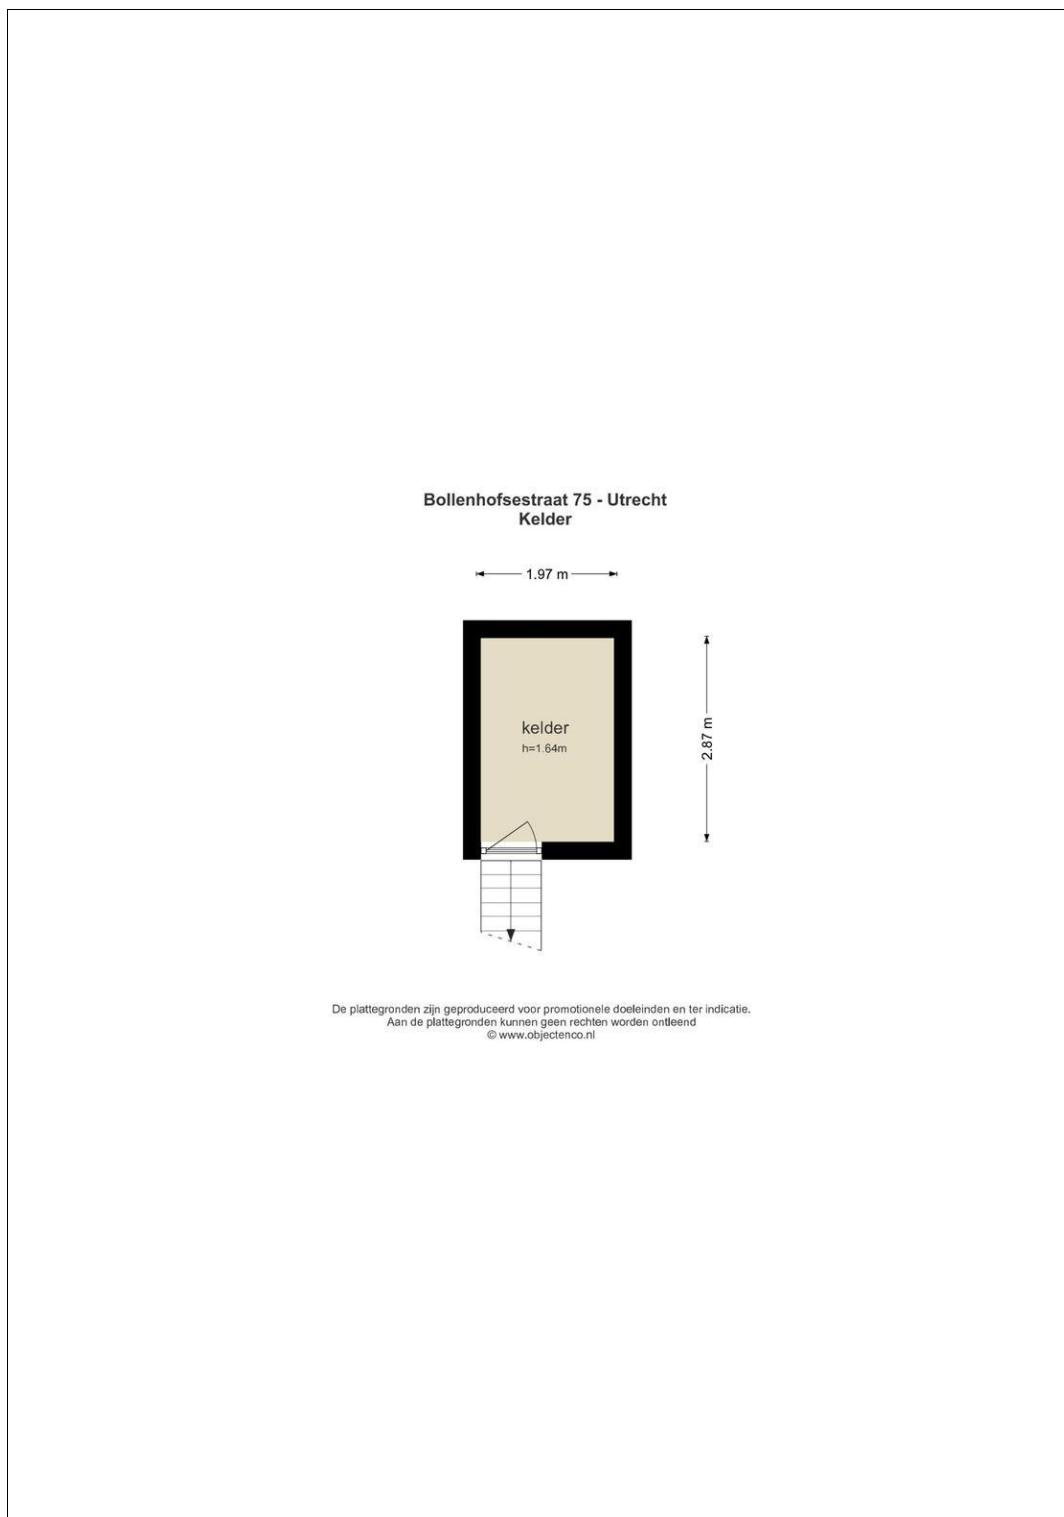 Bollenhofsestraat 75 - Utrecht
Kelder
1.97 m
kelder
h=1.64m
2.87 m
De plattegronden zijn geproduceerd voor promotionele doeleinden en ter indicatie.
Aan de plattegronden kunnen geen rechten worden ontleend
© www.objectenco.nl